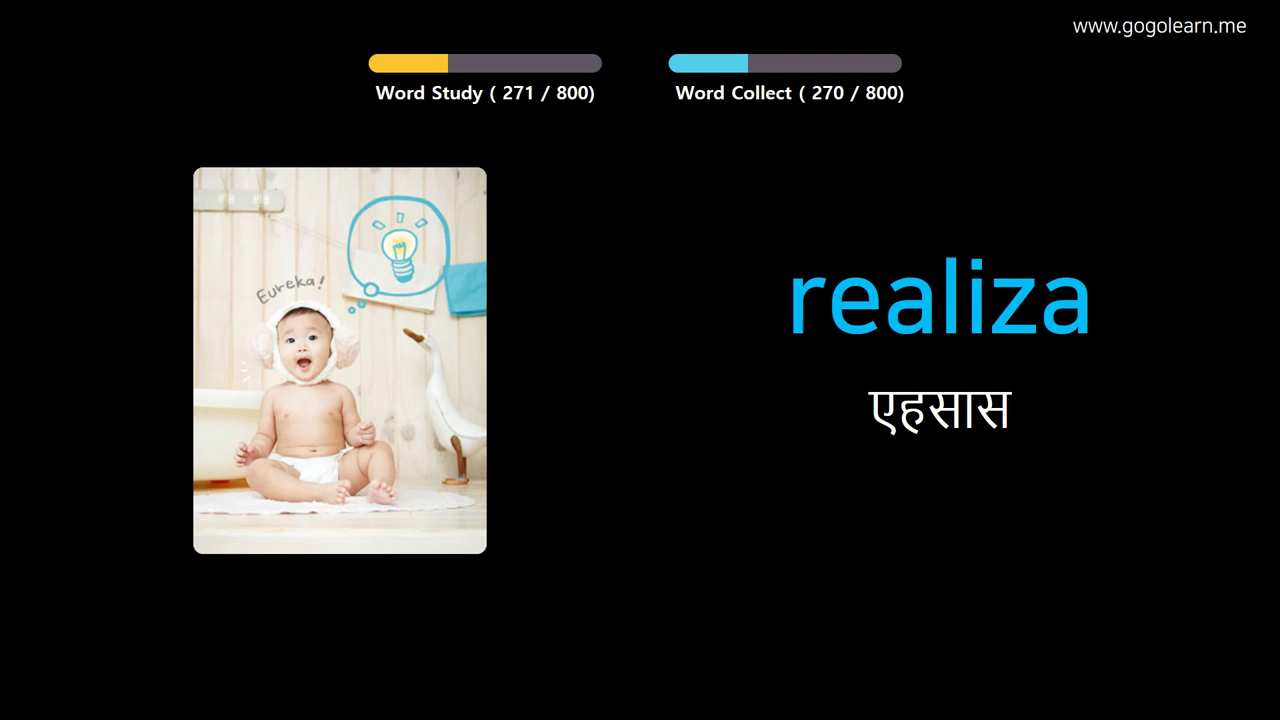 www.gogolearn.me
Word Study ( 271 / 800)
Word Collect ( 270 / 800)
Eureka!
realiza
एहसास